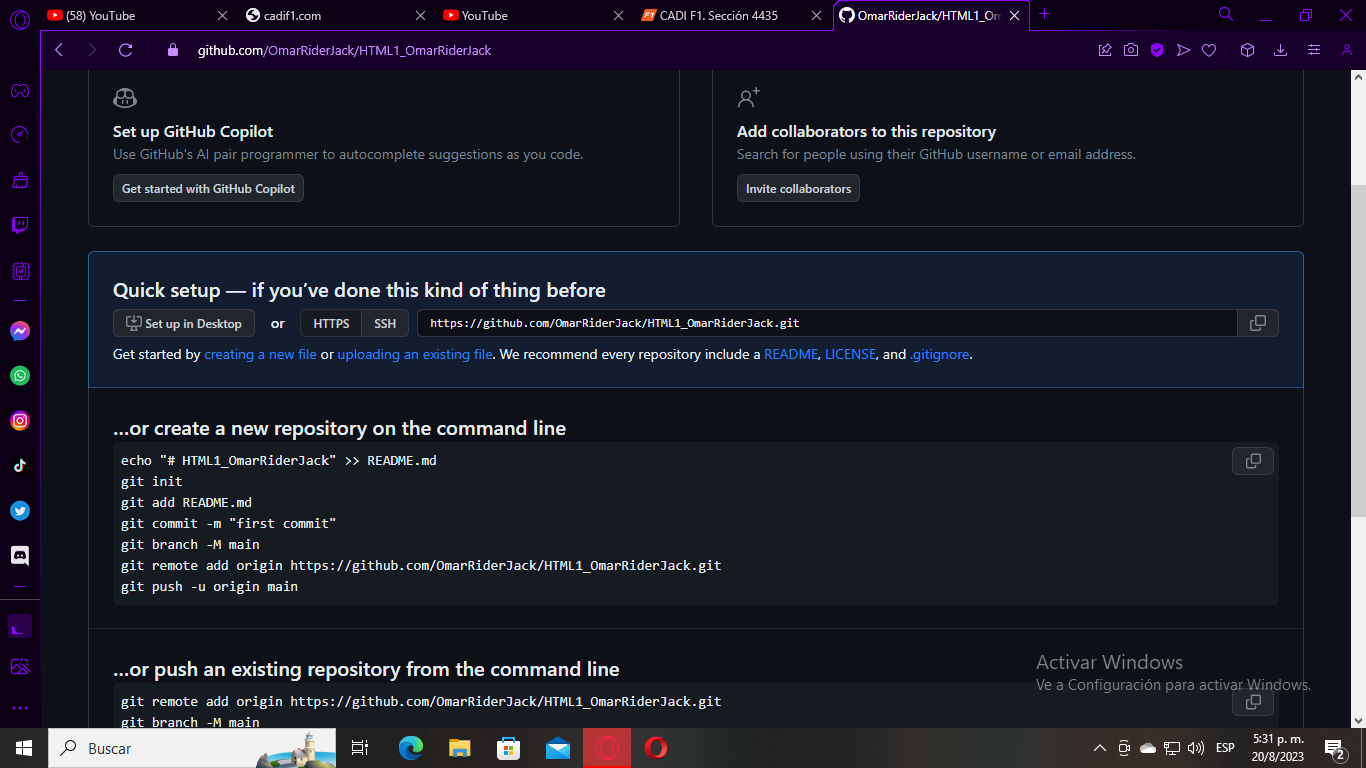 (58) YouTube
cadif1.com
YouTube
CADI F1. Sección 4435
OmarRiderJack/HTML1_Om
github.com/OmarRiderJack/HTML1_OmarRiderJack
Set up GitHub Copilot
Use GitHub's AI pair programmer to autocomplete suggestions as you code.
Get started with GitHub Copilot
Add collaborators to this repository
Search for people using their GitHub username or email address.
Invite collaborators
Quick setup — if you’ve done this kind of thing before
Set up in Desktop or HTTPS SSH https://github.com/OmarRiderJack/HTML1_OmarRiderJack.git
Get started by creating a new file or uploading an existing file. We recommend every repository include a README, LICENSE, and .gitignore.
…or create a new repository on the command line
echo "# HTML1_OmarRiderJack" >> README.md
git init
git add README.md
git commit -m "first commit"
git branch -M main
git remote add origin https://github.com/OmarRiderJack/HTML1_OmarRiderJack.git
git push -u origin main
…or push an existing repository from the command line
git remote add origin https://github.com/OmarRiderJack/HTML1_OmarRiderJack.git
git branch -M main
Activar Windows
Ve a Configuración para activar Windows.
Buscar
ESP
5:31 p. m.
20/8/2023
2